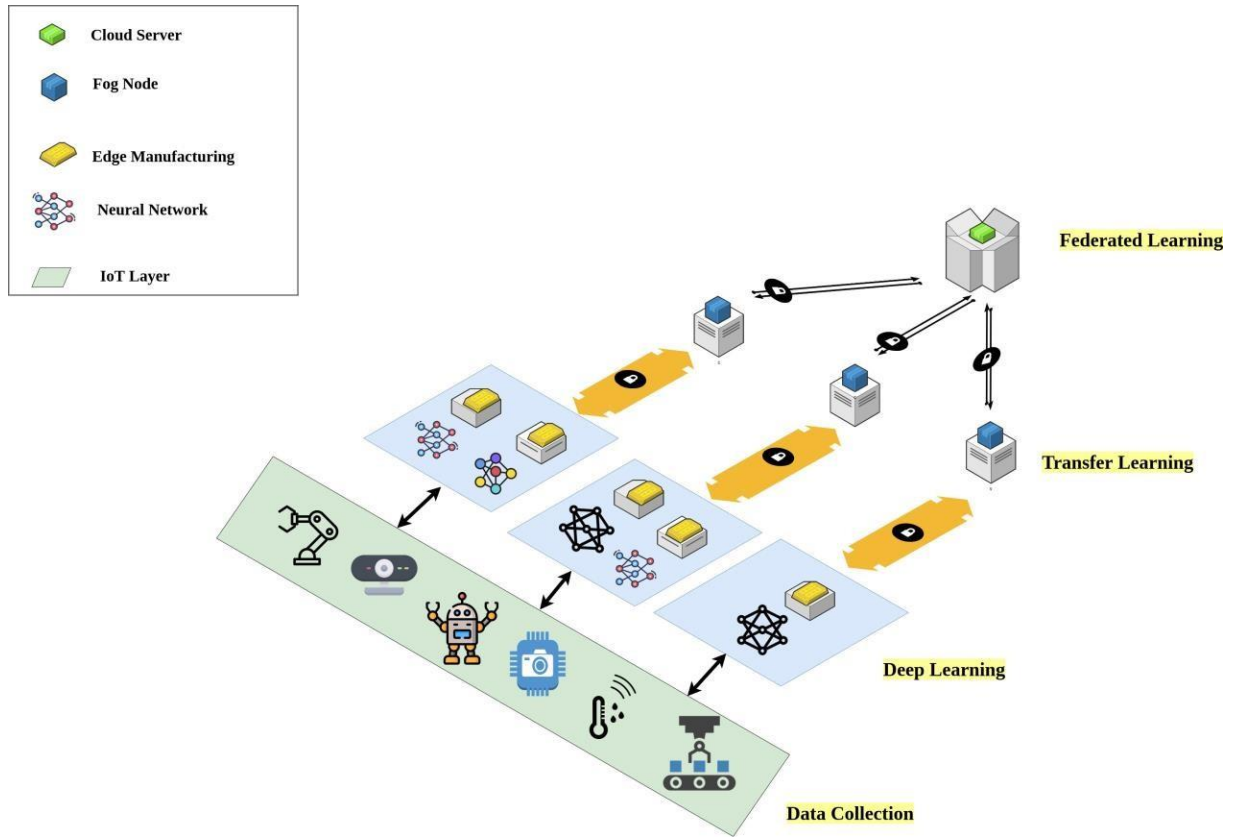 Cloud Server
Fog Node
Edge Manufacturing
Neural Network
IoT Layer
Federated Learning
Transfer Learning
Deep Learning
Data Collection